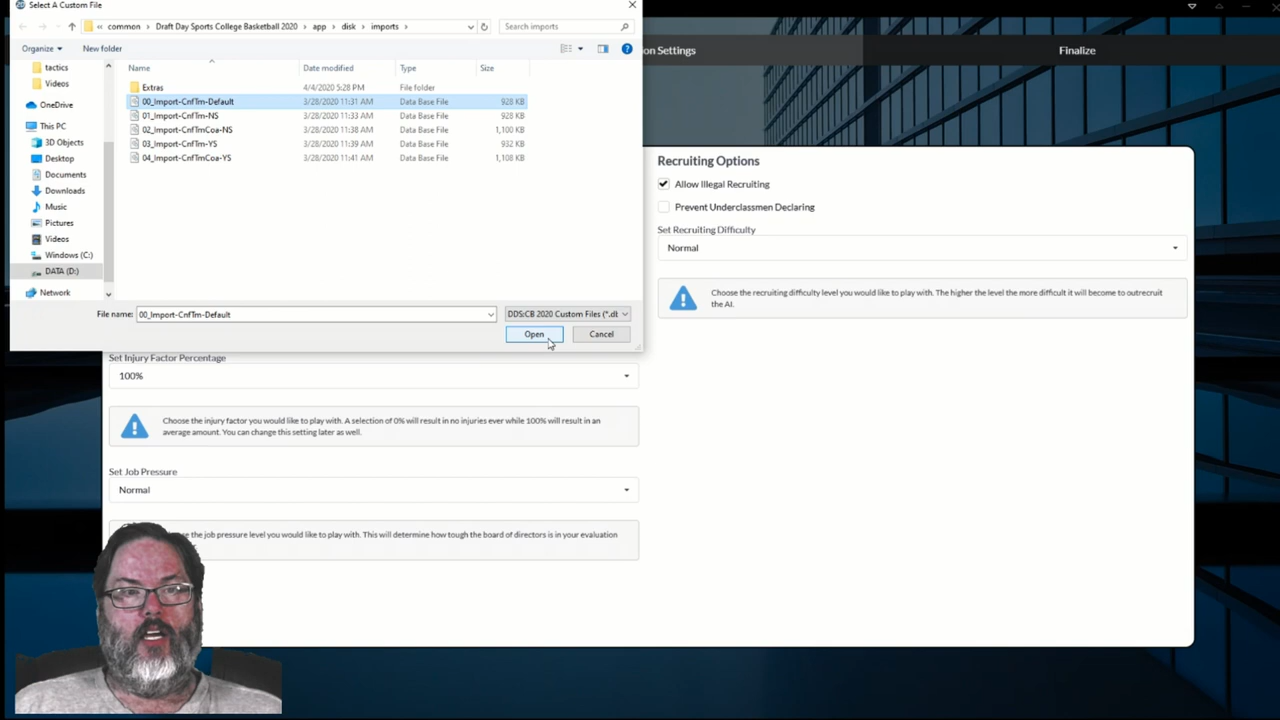 Select A Custom File
« common > Draft Day Sports College Basketball 2020 > app > disk > imports >
Search imports
Organize
New folder
on Settings
Finalize
tactics
Videos
OneDrive
This PC
3D Objects
Desktop
Documents
Downloads
Music
Pictures
Videos
Windows (C:)
DATA (D:)
Network
Name Date modified Type Size
Extras 4/4/2020 5:28 PM File folder
00_Import-CnfTm-Default 3/28/2020 11:31 AM Data Base File 928 KB
01_Import-CnfTm-NS 3/28/2020 11:33 AM Data Base File 928 KB
02_Import-CnfTmCoa-NS 3/28/2020 11:38 AM Data Base File 1,100 KB
03_Import-CnfTm-YS 3/28/2020 11:39 AM Data Base File 932 KB
04_Import-CnfTmCoa-YS 3/28/2020 11:41 AM Data Base File 1,108 KB
File name: 00_Import-CnfTm-Default
DDS:CB 2020 Custom Files (*.db
Open
Cancel
Recruiting Options
Allow Illegal Recruiting
Prevent Underclassmen Declaring
Set Recruiting Difficulty
Normal
Choose the recruiting difficulty level you would like to play with. The higher the level the more difficult it will become to outrecruit
the AI.
Set Injury Factor Percentage
100%
Choose the injury factor you would like to play with. A selection of 0% will result in no injuries ever while 100% will result in an
average amount. You can change this setting later as well.
Set Job Pressure
Normal
the job pressure level you would like to play with. This will determine how tough the board of directors is in your evaluation